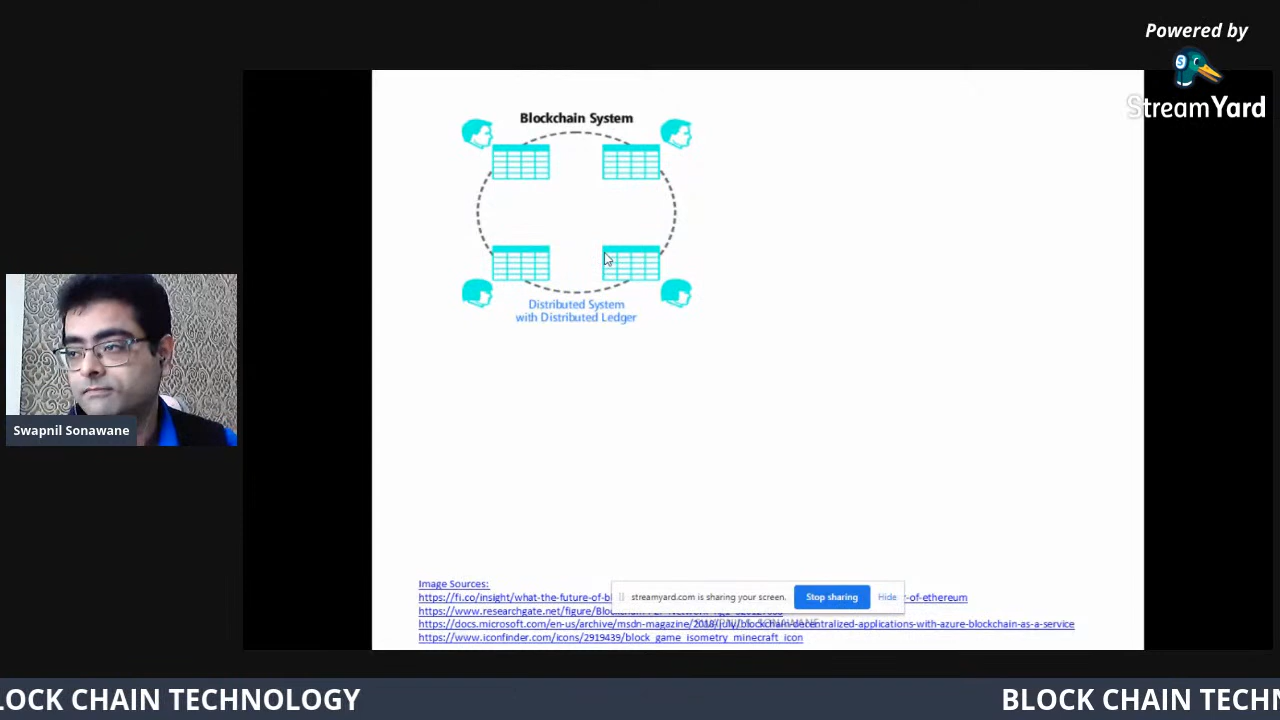 Powered by
StreamYard
Blockchain System
Distributed System
with Distributed Ledger
Swapnil Sonawane
Image Sources:
https://fi.co/insight/what-the-future-of-bl
r-of-ethereum
streamyard.com is sharing your screen.
Stop sharing
Hide
https://www.researchgate.net/figure/
https://docs.microsoft.com/en-us/archive/msdn-magazine/2018/july/blockchain-decentralized-applications-with-azure-blockchain-as-a-service
https://www.iconfinder.com/icons/2919439/block_game_isometry_minecraft_icon
LOCK CHAIN TECHNOLOGY
BLOCK CHAIN TECHN